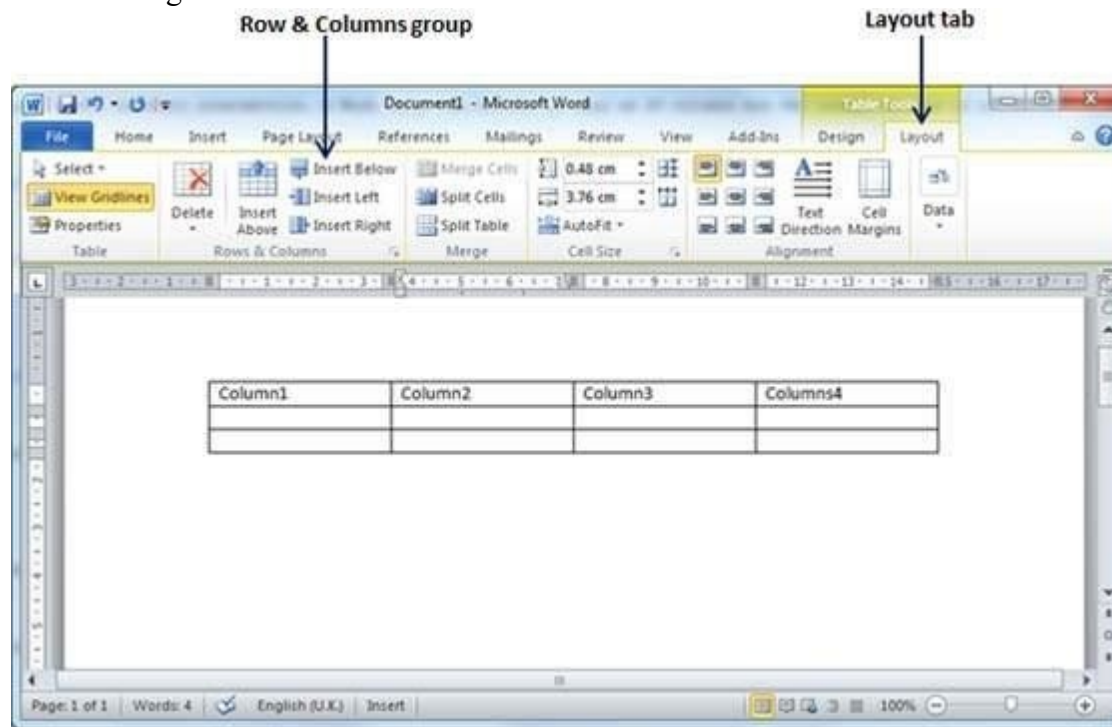 Row & Columns group
Layout tab
Document1 - Microsoft Word
File Home Insert Page Layout References Mailings Review View Add-Ins Design Layout
Select
View Gridlines
Properties
Table
Delete
Insert Above
Insert Below
Insert Left
Insert Right
Rows & Columns
Merge Cells
Split Cells
Split Table
Merge
0.48 cm
3.76 cm
AutoFit
Cell Size
Text Direction
Cell Margins
Alignment
Data
Column1 Column2 Column3 Columns4
Page: 1 of 1 Words: 4 English (U.K.) Insert 100%